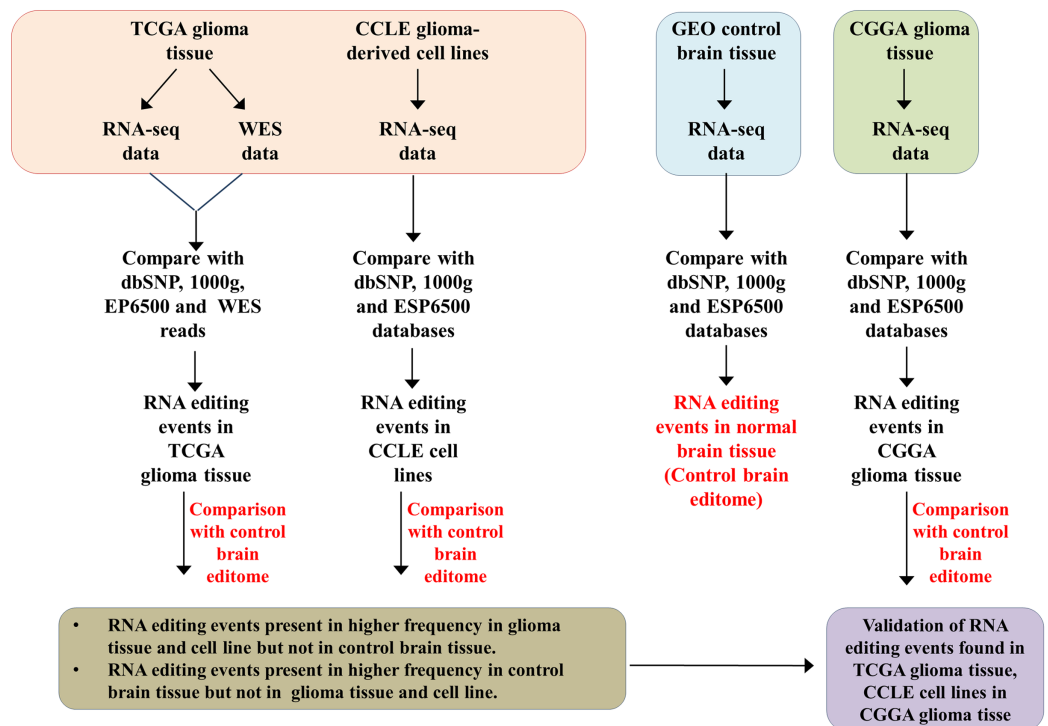 TCGA glioma
tissue
RNA-seq
data
WES
data
CCLE glioma-
derived cell lines
RNA-seq
data
GEO control
brain tissue
RNA-seq
data
CGGA glioma
tissue
RNA-seq
data
Compare with
dbSNP, 1000g,
EP6500 and WES
reads
Compare with
dbSNP, 1000g
and ESP6500
databases
Compare with
dbSNP, 1000g
and ESP6500
databases
Compare with
dbSNP, 1000g
and ESP6500
databases
RNA editing
events in
TCGA
glioma tissue
RNA editing
events in
CCLE cell
lines
RNA editing
events in normal
brain tissue
(Control brain
editome)
RNA editing
events in
CGGA
glioma tissue
Comparison
with control
brain
editome
Comparison
with control
brain
editome
Comparison
with control
brain
editome
• RNA editing events present in higher frequency in glioma
tissue and cell line but not in control brain tissue.
• RNA editing events present in higher frequency in control
brain tissue but not in glioma tissue and cell line.
Validation of RNA
editing events found in
TCGA glioma tissue,
CCLE cell lines in
CGGA glioma tisse